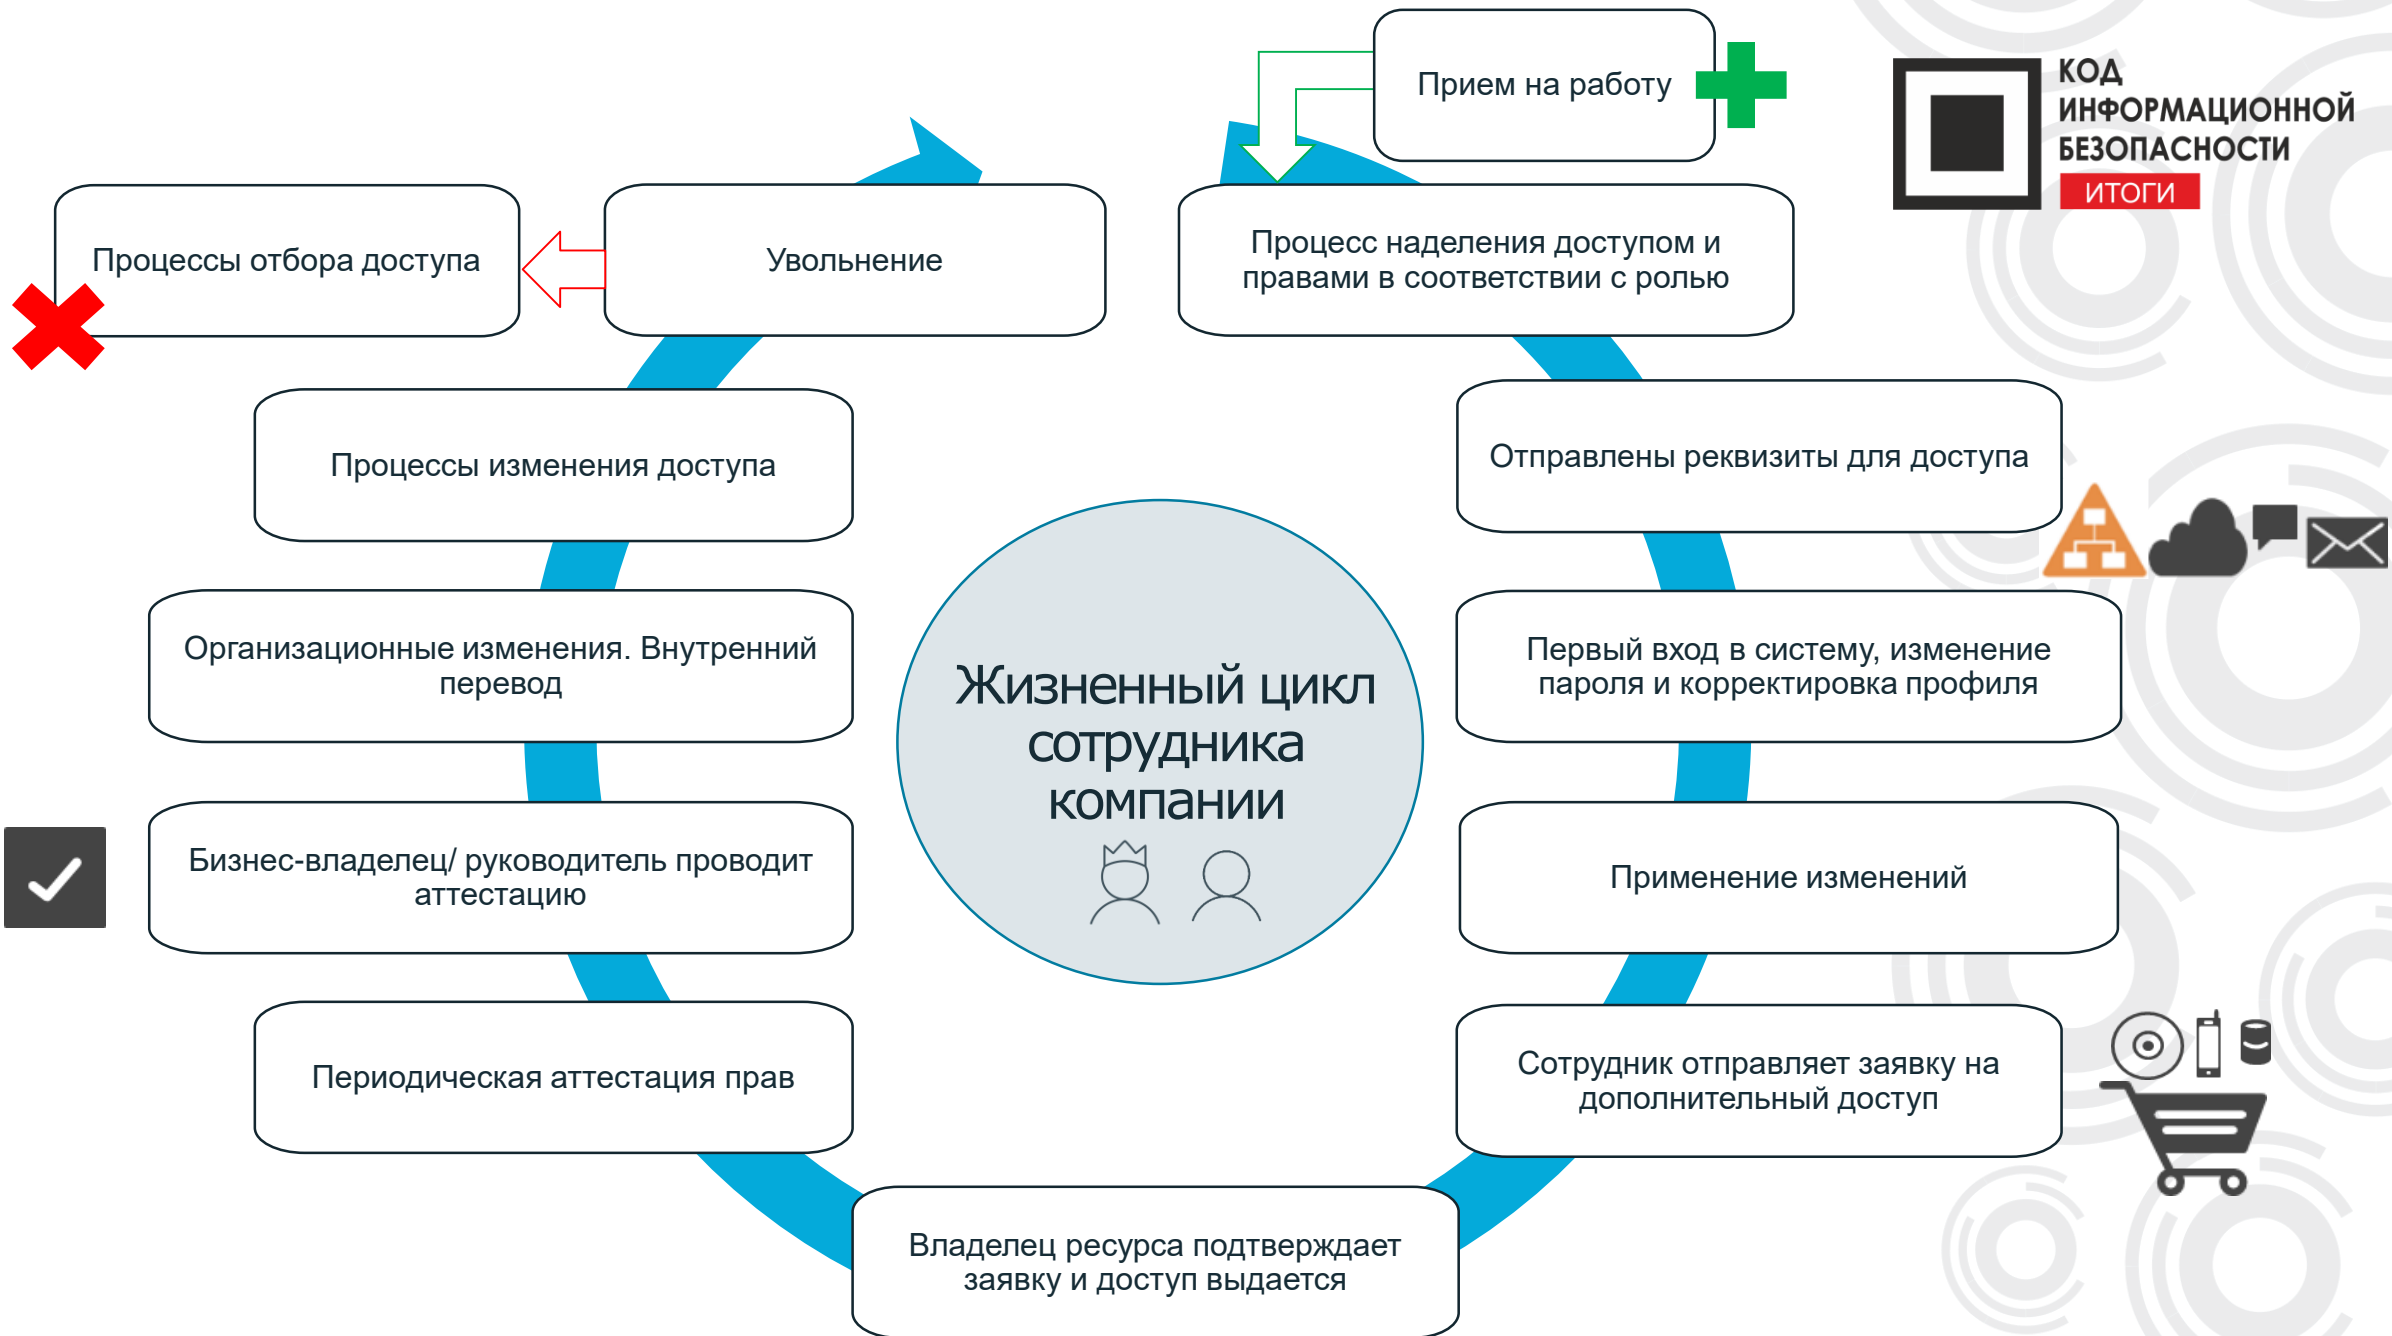 Прием на работу
КОД
ИНФОРМАЦИОННОЙ
БЕЗОПАСНОСТИ
ИТОГИ
Процессы отбора доступа
Увольнение
Процесс наделения доступом и
правами в соответствии с ролью
Процессы изменения доступа
Отправлены реквизиты для доступа
Организационные изменения. Внутренний
перевод
Жизненный цикл
сотрудника
компании
Первый вход в систему, изменение
пароля и корректировка профиля
Бизнес-владелец/ руководитель проводит
аттестацию
Применение изменений
Периодическая аттестация прав
Сотрудник отправляет заявку на
дополнительный доступ
Владелец ресурса подтверждает
заявку и доступ выдается